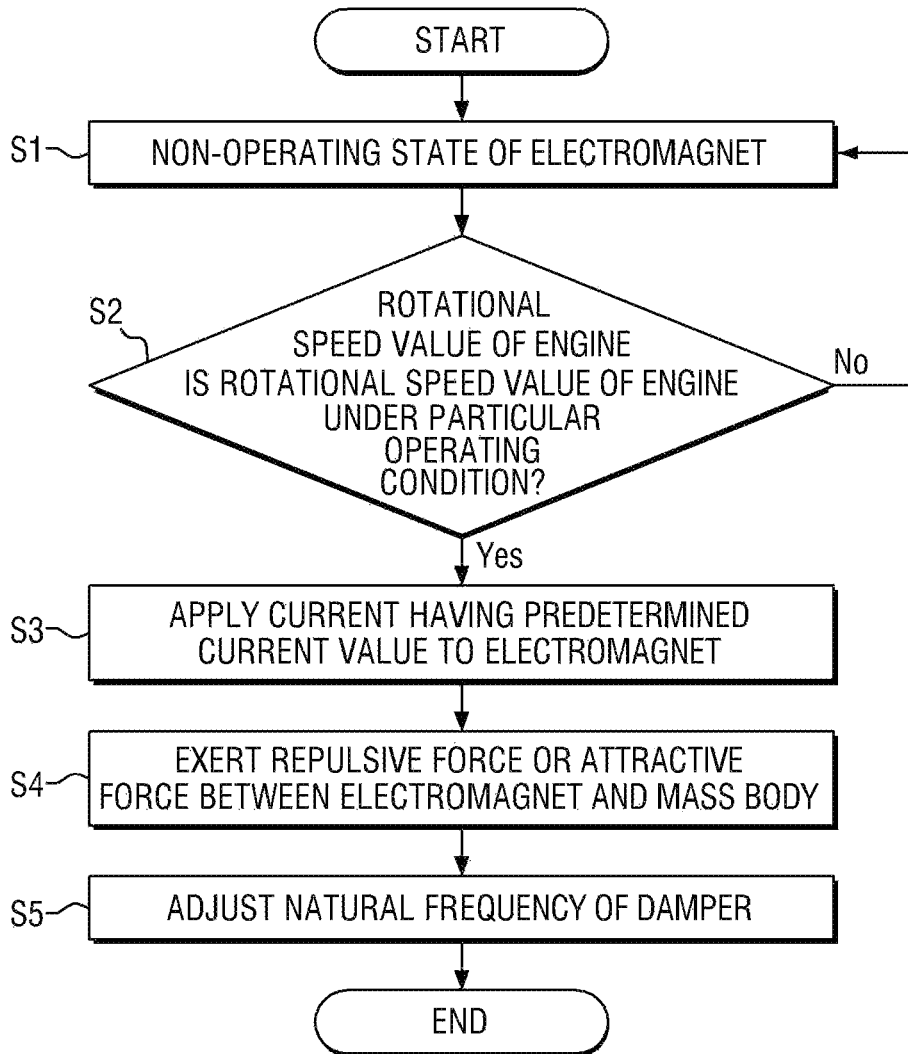 START
S1
NON-OPERATING STATE OF ELECTROMAGNET
S2
ROTATIONAL
SPEED VALUE OF ENGINE
IS ROTATIONAL SPEED VALUE OF ENGINE
UNDER PARTICULAR
OPERATING
CONDITION?
No
Yes
S3
APPLY CURRENT HAVING PREDETERMINED
CURRENT VALUE TO ELECTROMAGNET
S4
EXERT REPULSIVE FORCE OR ATTRACTIVE
FORCE BETWEEN ELECTROMAGNET AND MASS BODY
S5
ADJUST NATURAL FREQUENCY OF DAMPER
END